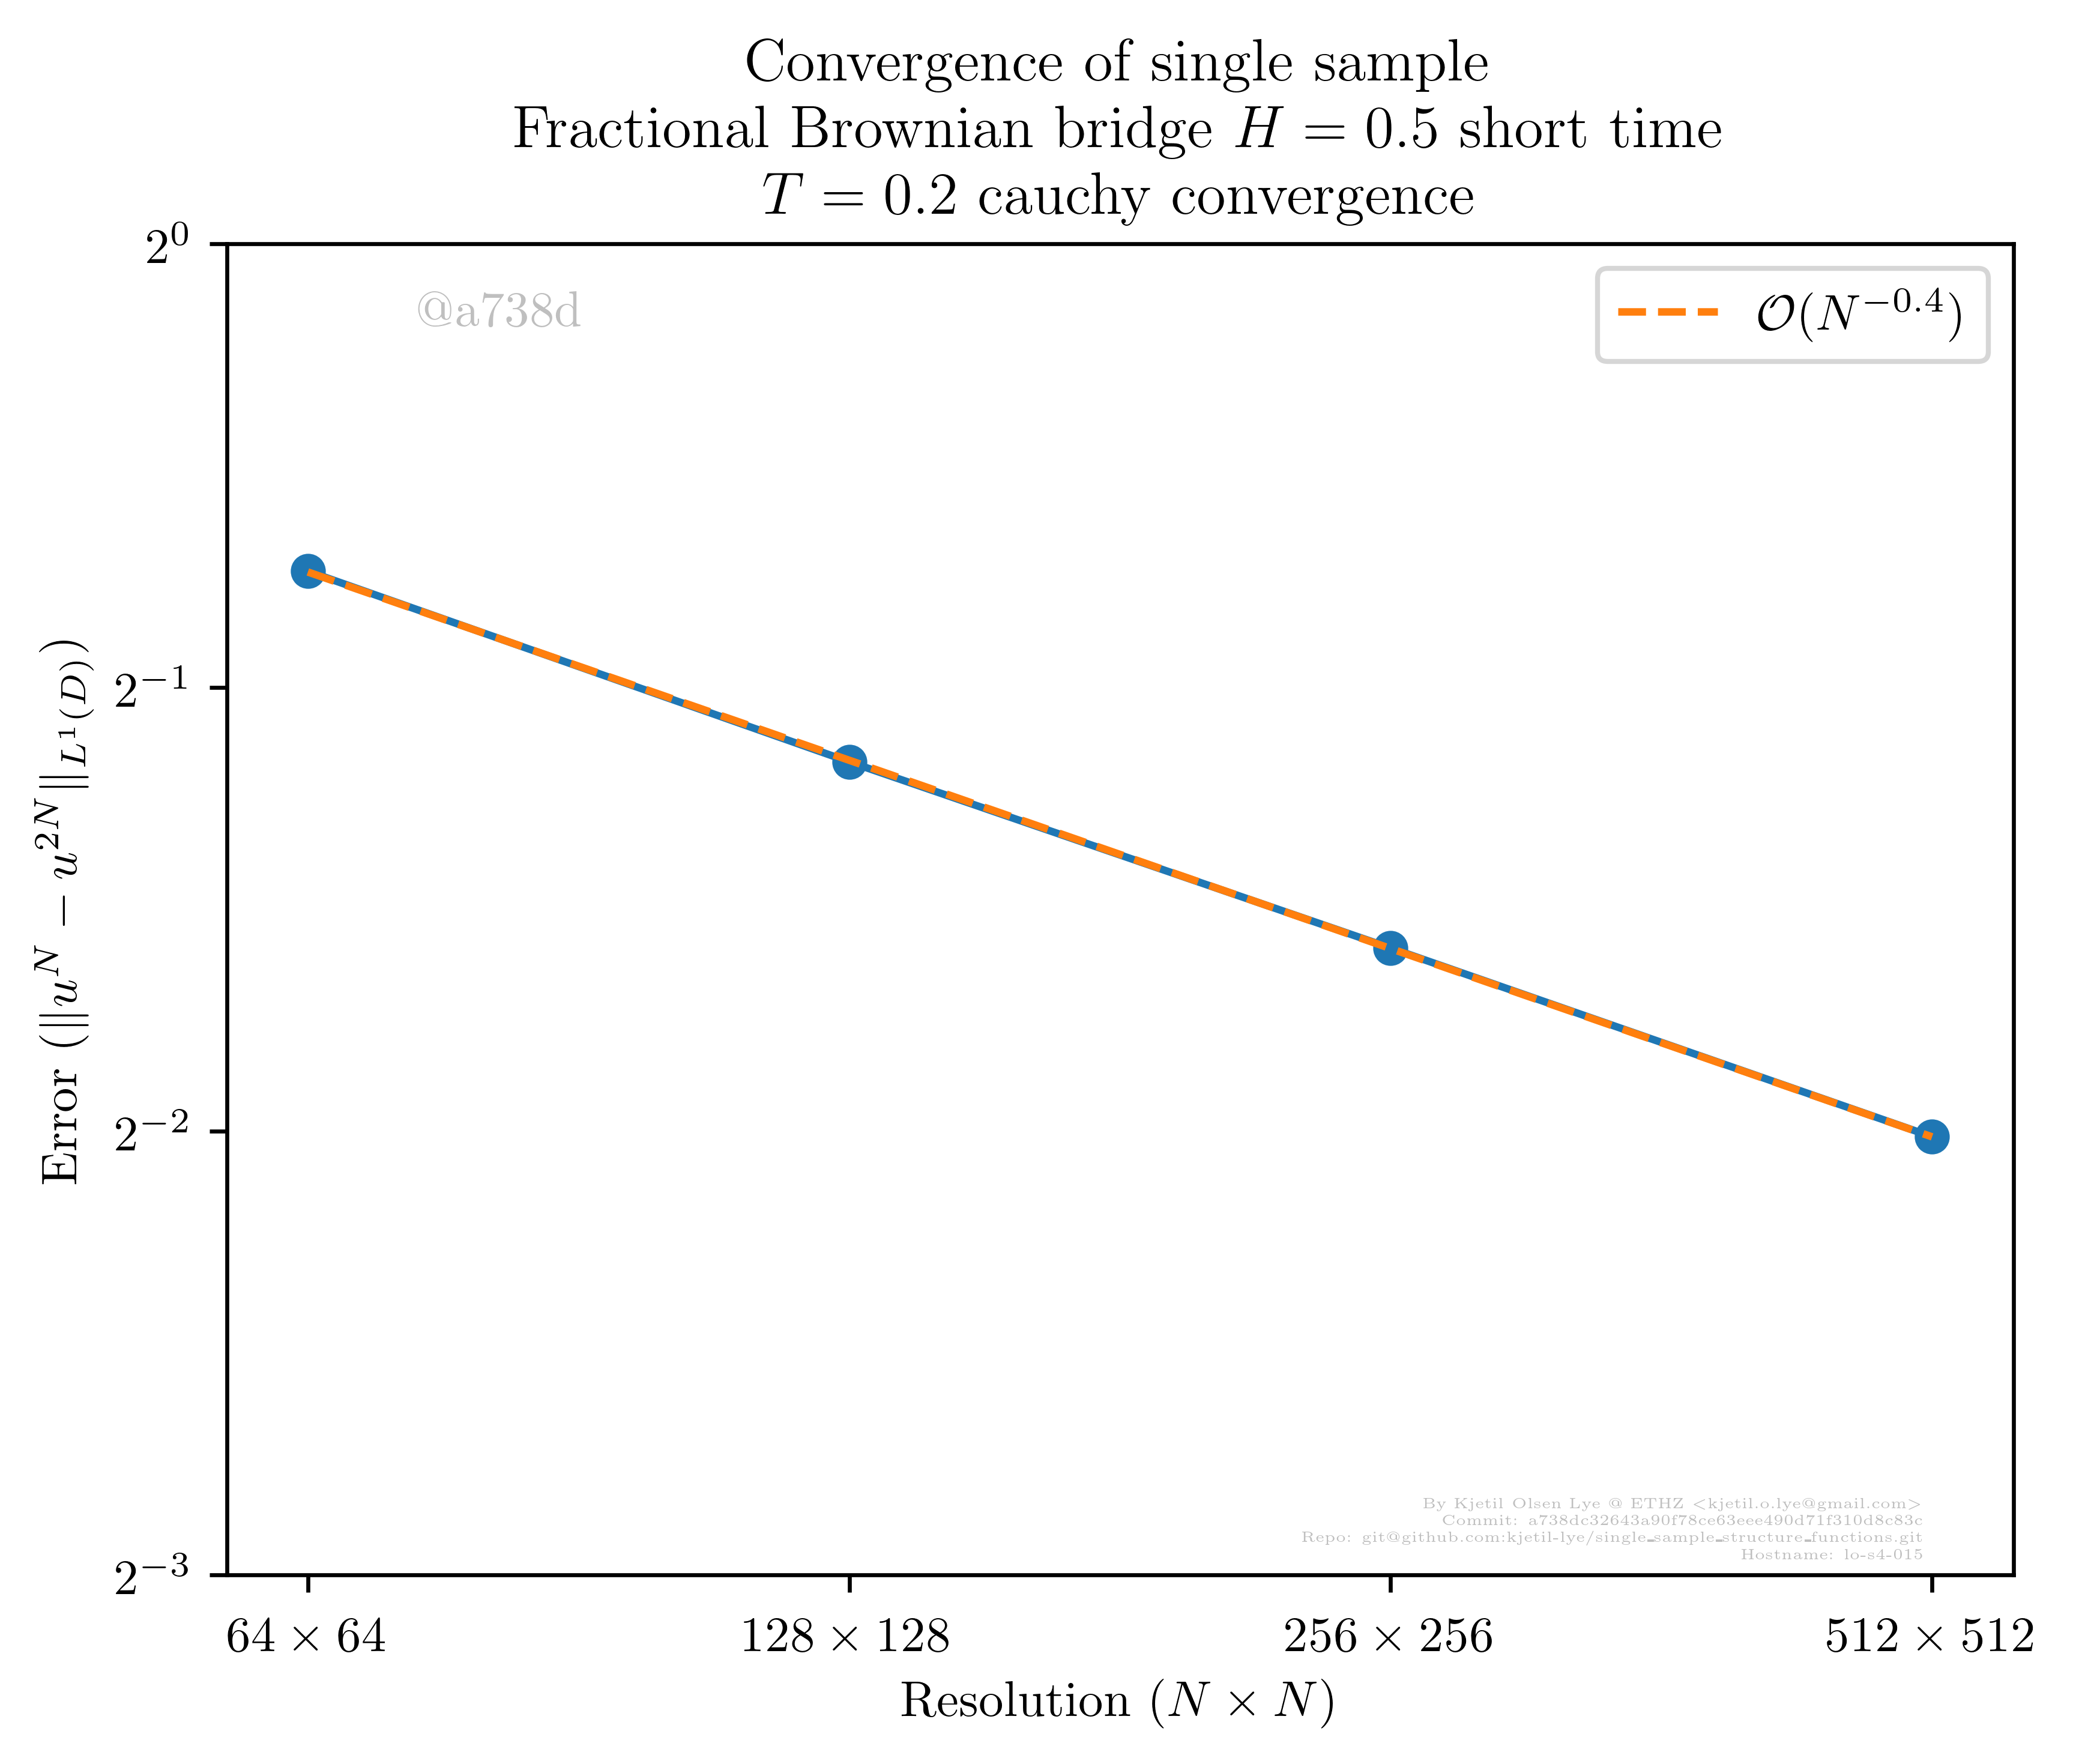 Convergence of single sample
Fractional Brownian bridge H = 0.5 short time
T = 0.2 cauchy convergence
2^0
@a738d
O(N^{-0.4})
2^{-1}
Error (||u^N − u^{2N}||_{L^1(D)})
2^{-2}
By Kjetil Olsen Lye @ ETHZ <kjetil.o.lye@gmail.com>
Commit: a738dc32643a90f78ce63eee490d71f310d8c83c
Repo: git@github.com:kjetil-lye/single_sample_structure_functions.git
Hostname: lo-s4-015
2^{-3}
64 × 64 128 × 128 256 × 256 512 × 512
Resolution (N × N)